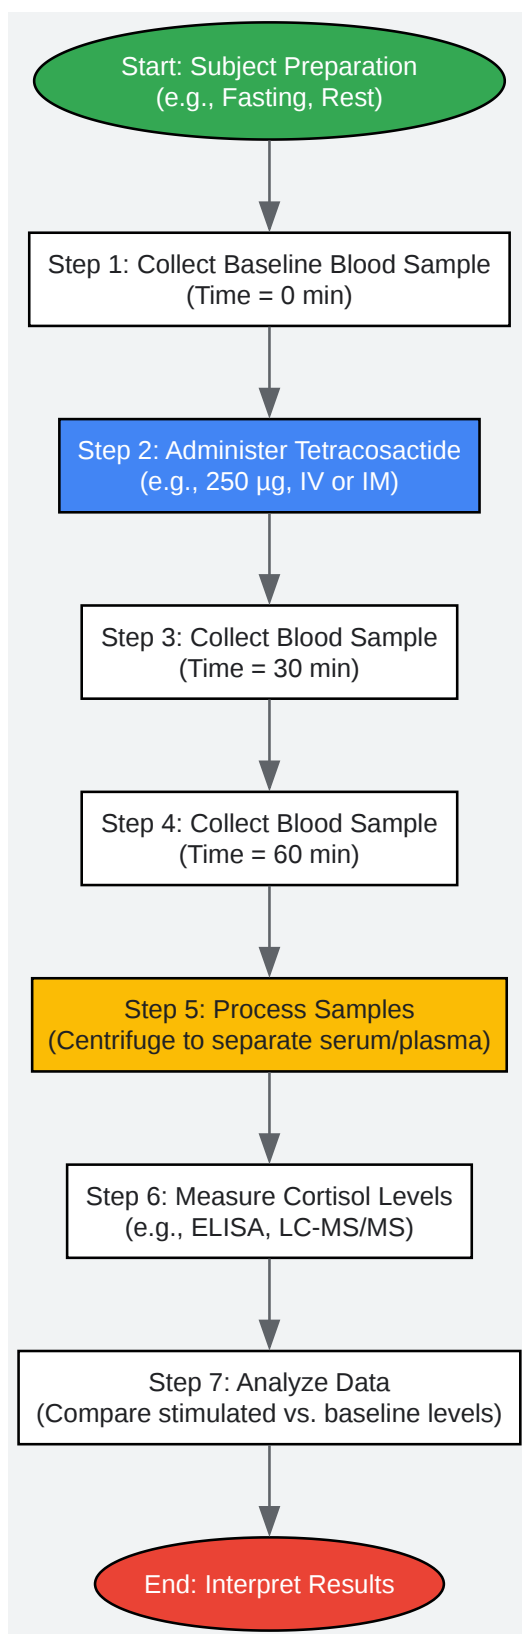 Start: Subject Preparation
(e.g., Fasting, Rest)
Step 1: Collect Baseline Blood Sample
(Time = 0 min)
Step 2: Administer Tetracosactide
(e.g., 250 µg, IV or IM)
Step 3: Collect Blood Sample
(Time = 30 min)
Step 4: Collect Blood Sample
(Time = 60 min)
Step 5: Process Samples
(Centrifuge to separate serum/plasma)
Step 6: Measure Cortisol Levels
(e.g., ELISA, LC-MS/MS)
Step 7: Analyze Data
(Compare stimulated vs. baseline levels)
End: Interpret Results